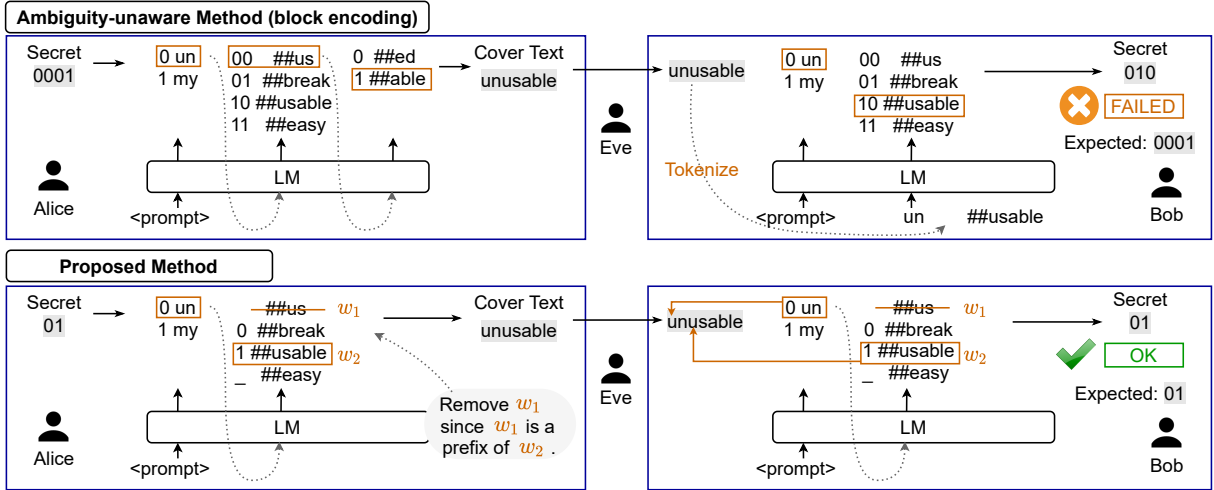 Ambiguity-unaware Method (block encoding)
Secret
0001
0 un
1 my
00 ##us
01 ##break
10 ##usable
11 ##easy
0 ##ed
1 ##able
Cover Text
unusable
LM
Alice
<prompt>
Eve
unusable
Tokenize
0 un
1 my
00 ##us
01 ##break
10 ##usable
11 ##easy
LM
<prompt>
un
##usable
Secret
010
FAILED
Expected: 0001
Bob
Proposed Method
Secret
01
0 un
1 my
##us w1
0 ##break
1 ##usable w2
_ ##easy
Cover Text
unusable
Remove w1
since w1 is a
prefix of w2 .
LM
Alice
<prompt>
Eve
unusable
0 un
1 my
##us w1
0 ##break
1 ##usable w2
_ ##easy
LM
<prompt>
Secret
01
OK
Expected: 01
Bob